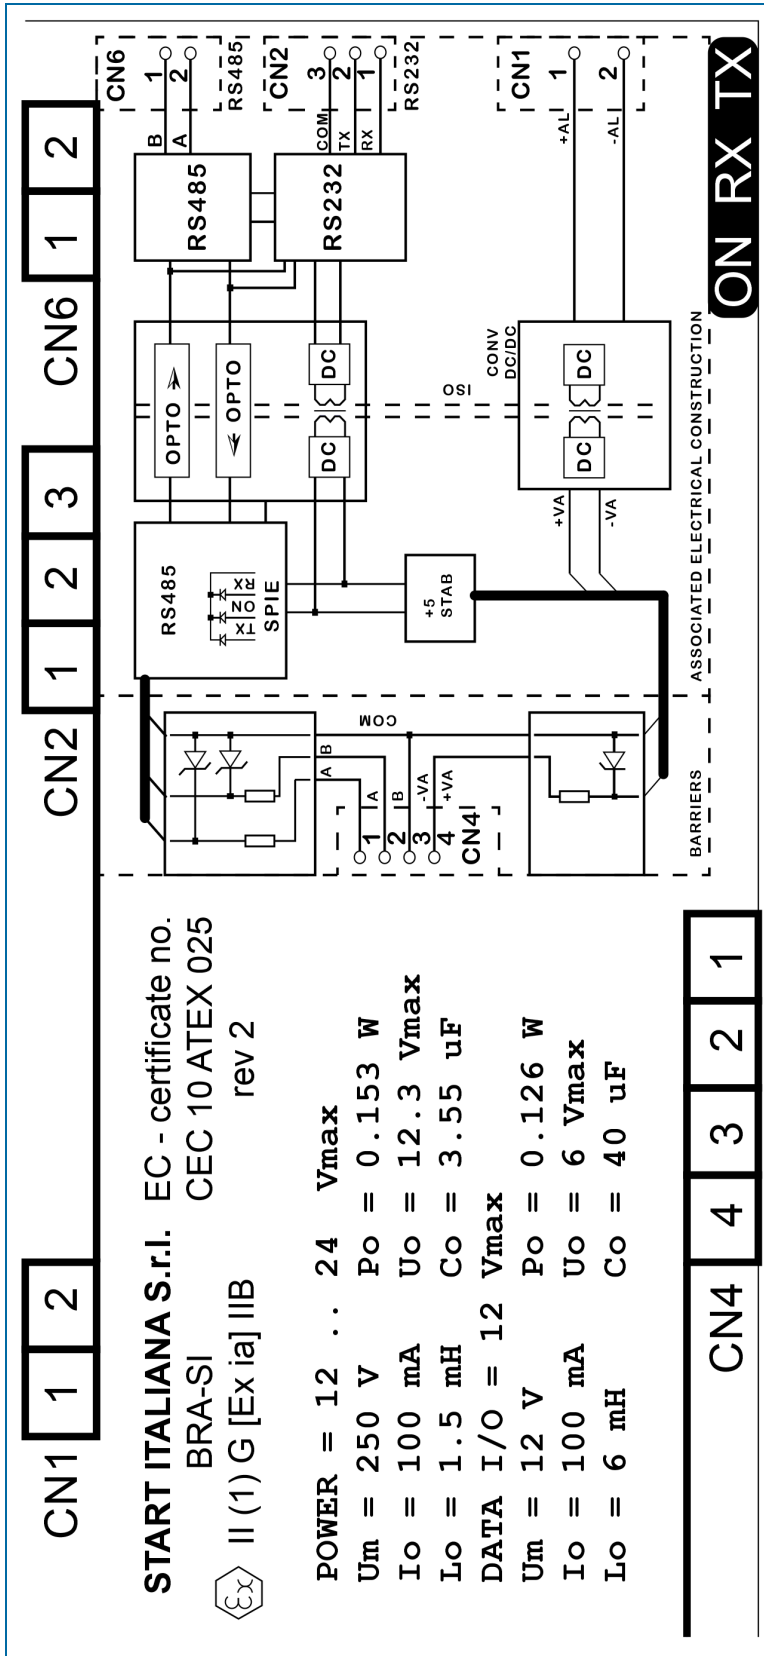 CN1 1 2
CN2 1 2 3
CN6 1 2
START ITALIANA S.r.l. EC - certificate no.
BRA-SI CEC 10 ATEX 025
Ex II (1) G [Ex ia] IIB rev 2
POWER = 12 .. 24 Vmax
Um = 250 V Po = 0.153 W
Io = 100 mA Uo = 12.3 Vmax
Lo = 1.5 mH Co = 3.55 uF
DATA I/O = 12 Vmax
Um = 12 V Po = 0.126 W
Io = 100 mA Uo = 6 Vmax
Lo = 6 mH Co = 40 uF
CN4 4 3 2 1
CN6
1
2
RS485
B
A
RS485
CN2
3
2
1
RS232
COM
TX
RX
RS232
CN1
1
2
+AL
-AL
OPTO
OPTO
DC
DC
ISO
CONV
DC/DC
DC
DC
+VA
-VA
RS485
TX
ON
RX
SPIE
+5
STAB
ASSOCIATED ELECTRICAL CONSTRUCTION
COM
A
B
A
B
-VA
+VA
1
2
3
4
CN4
BARRIERS
ON RX TX